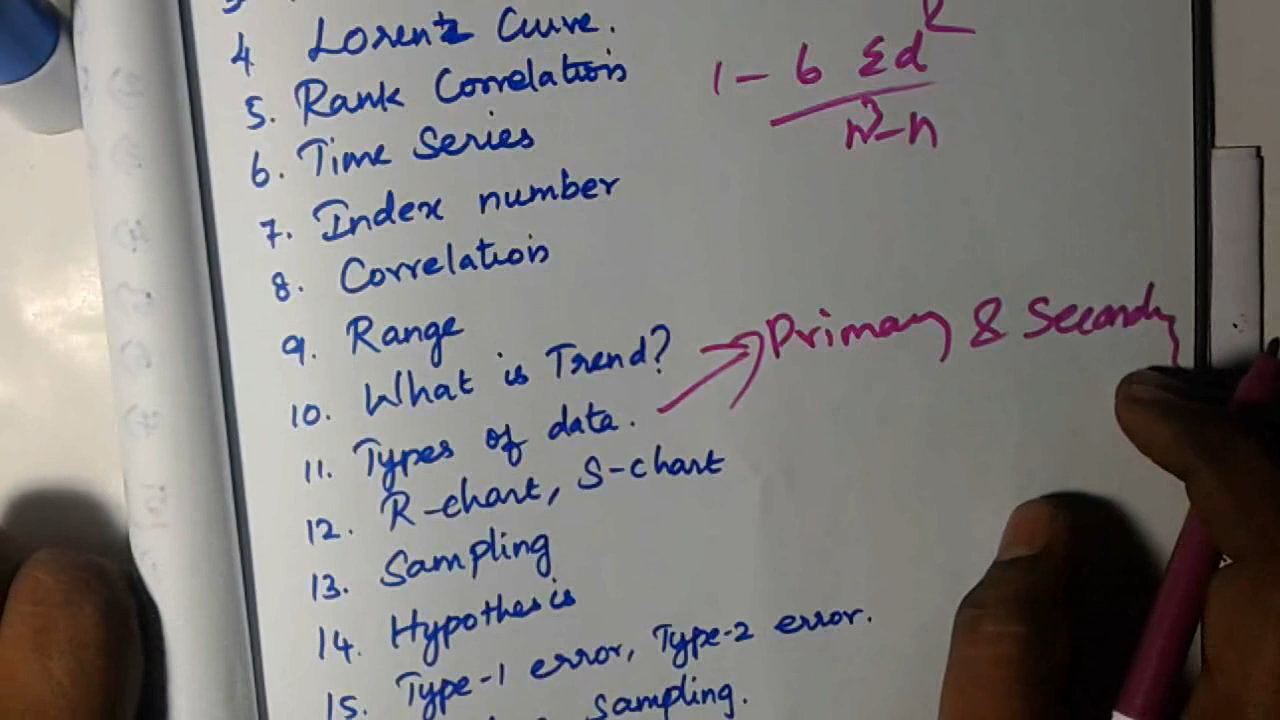 4 Lorentz Curve.
5. Rank Correlation
1 - 6 Σd²
n³-n
6. Time Series
7. Index number
8. Correlation
9. Range
10. What is Trend?
Primary & Secondy
11. Types of data.
12. R-chart, S-chart
13. Sampling
14. Hypothesis
15. Type-1 error, Type-2 error.
Sampling.